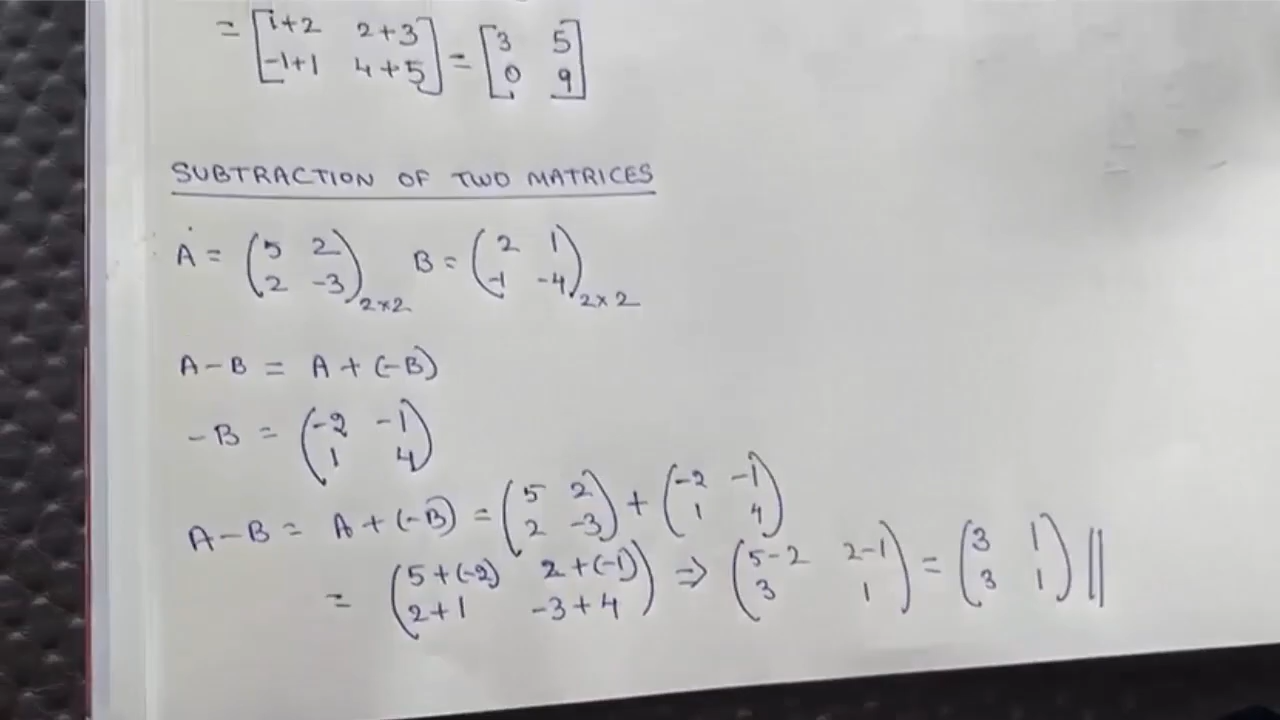 = [1+2 2+3] = [3 5]
[-1+1 4+5] [0 9]
SUBTRACTION OF TWO MATRICES
A = (5 2) B = (2 1)
(2 -3)2×2 (-1 -4)2×2
A-B = A+(-B)
-B = (-2 -1)
(1 4)
A-B = A+(-B) = (5 2) + (-2 -1)
(2 -3) (1 4)
= (5+(-2) 2+(-1)) ⇒ (5-2 2-1) = (3 1) ||
(2+1 -3+4) (3 1) (3 1)